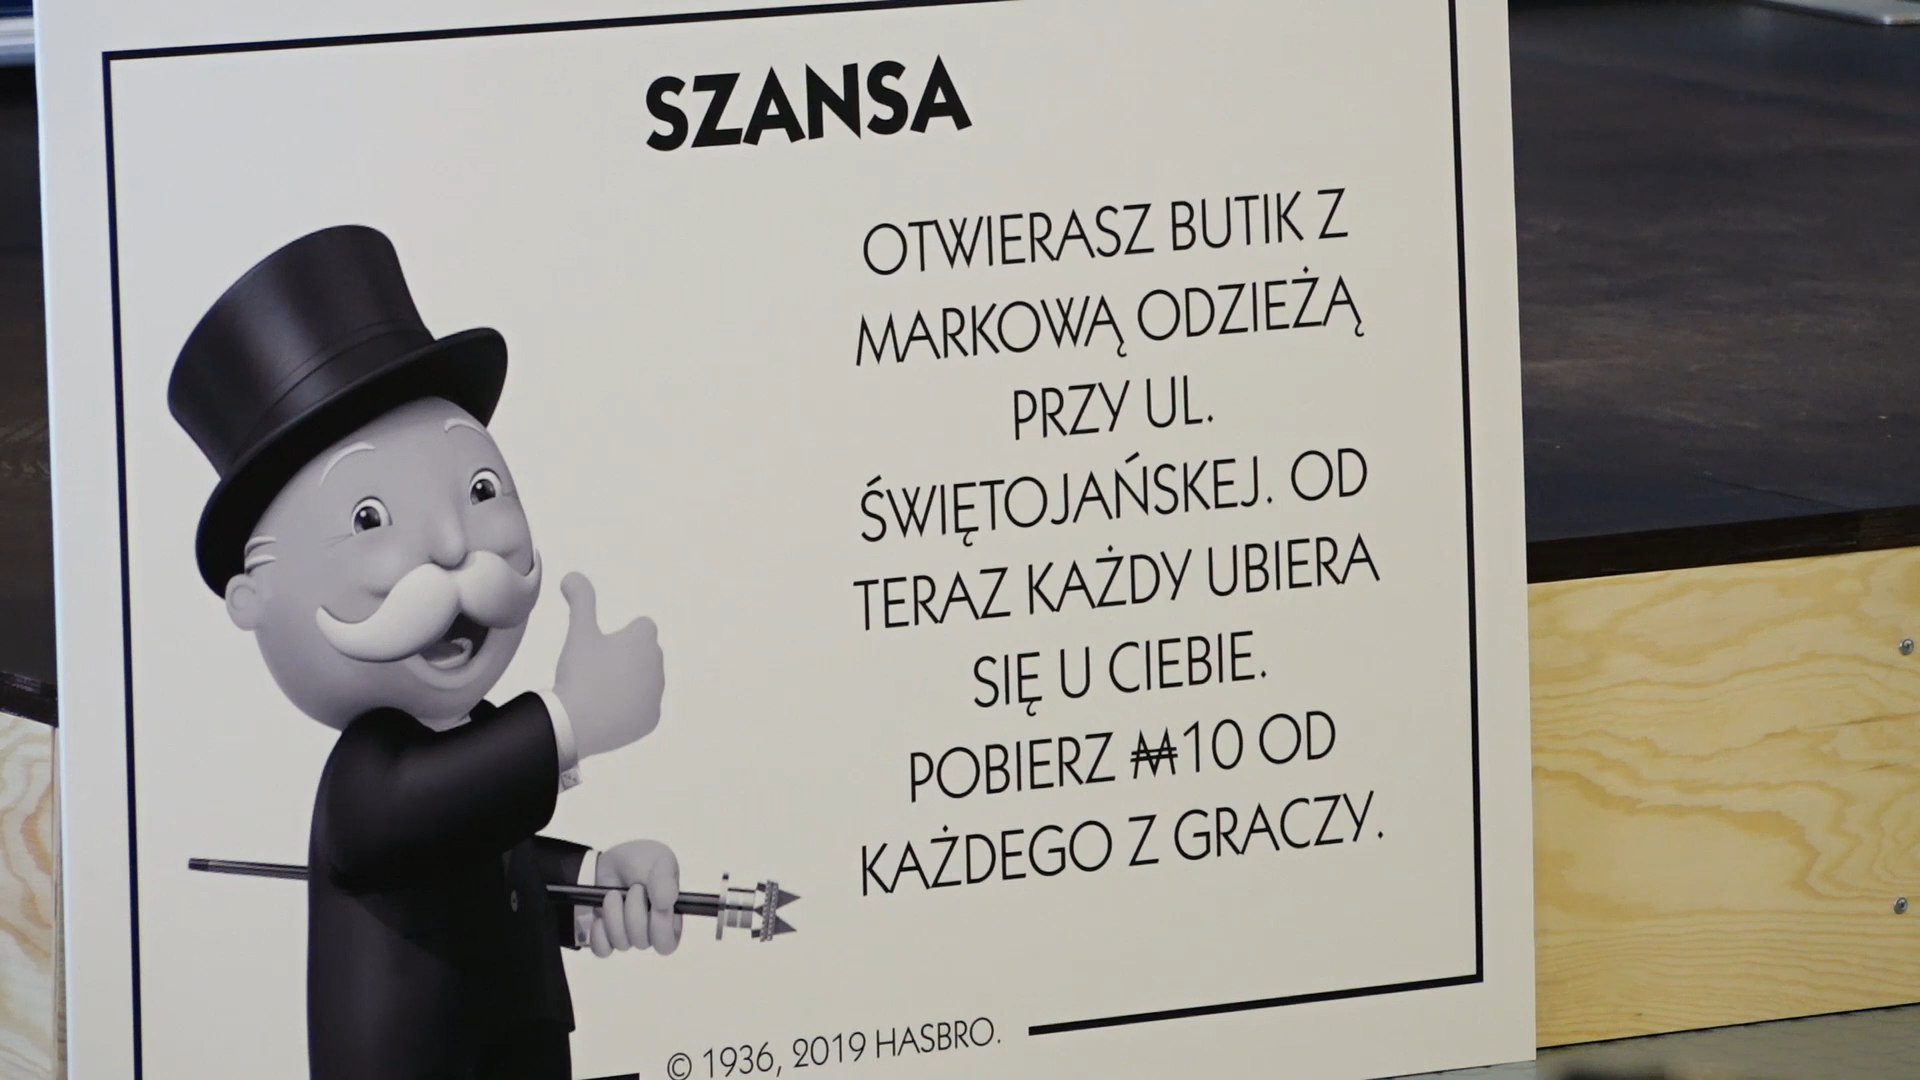 SZANSA
OTWIERASZ BUTIK Z
MARKOWĄ ODZIEŻĄ
PRZY UL.
ŚWIĘTOJAŃSKEJ. OD
TERAZ KAŻDY UBIERA
SIĘ U CIEBIE.
POBIERZ ₩10 OD
KAŻDEGO Z GRACZY.
© 1936, 2019 HASBRO.